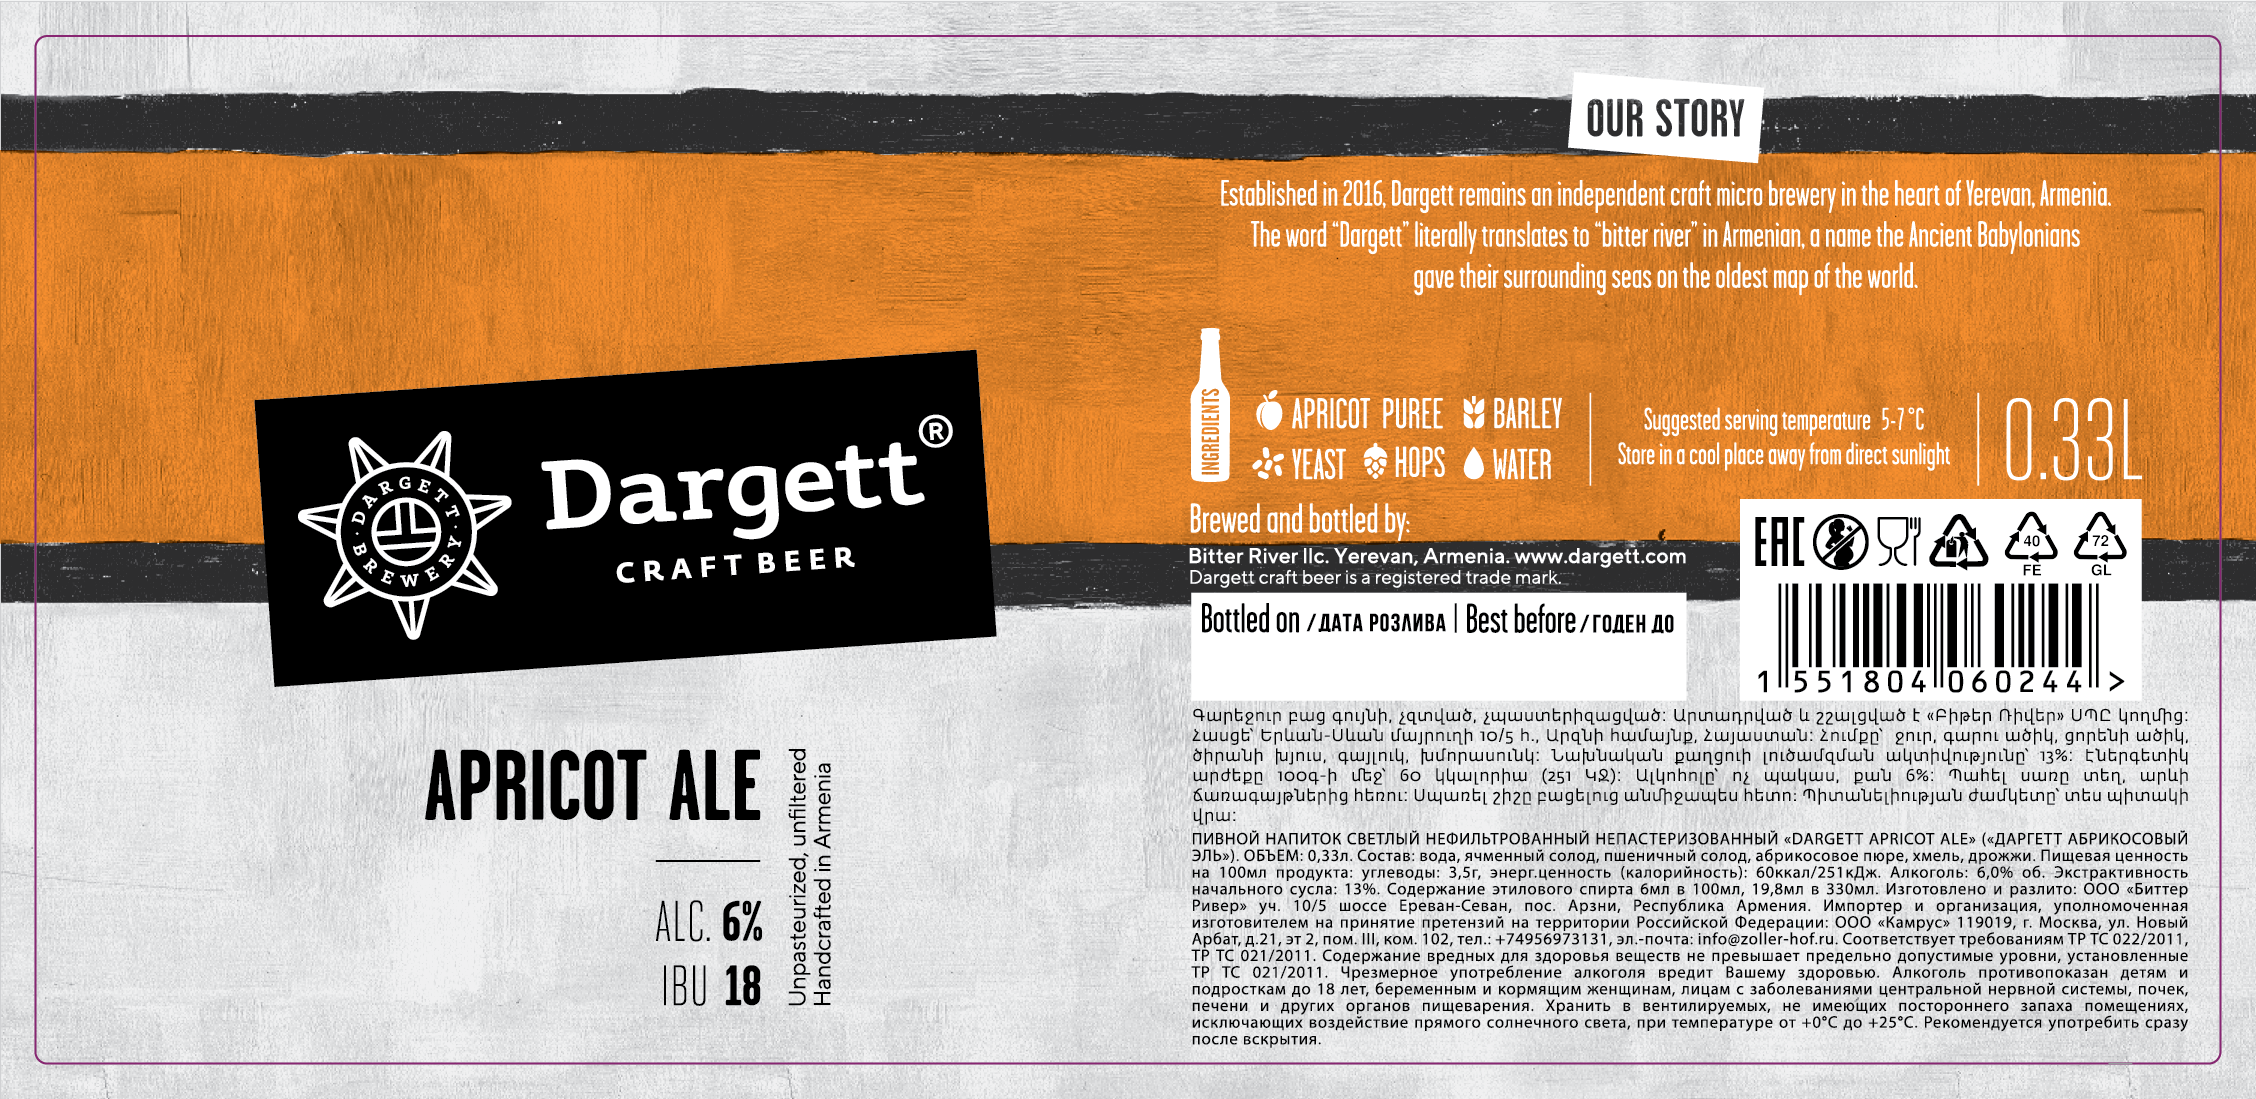 Dargett®
CRAFT BEER
DARGETT · BREWERY ·
APRICOT ALE
ALC. 6%
IBU 18
Unpasteurized, unfiltered
Handcrafted in Armenia
OUR STORY
Established in 2016, Dargett remains an independent craft micro brewery in the heart of Yerevan, Armenia.
The word “Dargett” literally translates to “bitter river” in Armenian, a name the Ancient Babylonians
gave their surrounding seas on the oldest map of the world.
INGREDIENTS
APRICOT PUREE BARLEY
YEAST HOPS WATER
Suggested serving temperature 5-7 °C
Store in a cool place away from direct sunlight
0.33L
Brewed and bottled by:
Bitter River llc. Yerevan, Armenia. www.dargett.com
Dargett craft beer is a registered trade mark.
Bottled on / ДАТА РОЗЛИВА | Best before / ГОДЕН ДО
EAC
40
FE
72
GL
1 551804 060244 >
Գարեջուր բաց գույնի, չզտված, չպաստերիզացված: Արտադրված և շշալցված է «Բիթեր Ռիվեր» ՍՊԸ կողմից:
Հասցե՝ Երևան-Սևան մայրուղի 10/5 հ., Արզնի համայնք, Հայաստան: Հումքը՝ ջուր, գարու ածիկ, ցորենի ածիկ,
ծիրանի խյուս, գայլուկ, խմորասունկ: Նախնական քաղցուի լուծամզման ակտիվությունը՝ 13%: Էներգետիկ
արժեքը 100գ-ի մեջ՝ 60 կկալորիա (251 ԿՋ): Ալկոհոլը՝ ոչ պակաս, քան 6%: Պահել սառը տեղ, արևի
ճառագայթներից հեռու: Սպառել շիշը բացելուց անմիջապես հետո: Պիտանելիության ժամկետը՝ տես պիտակի
վրա:
ПИВНОЙ НАПИТОК СВЕТЛЫЙ НЕФИЛЬТРОВАННЫЙ НЕПАСТЕРИЗОВАННЫЙ «DARGETT APRICOT ALE» («ДАРГЕТТ АБРИКОСОВЫЙ
ЭЛЬ»). ОБЪЕМ: 0,33л. Состав: вода, ячменный солод, пшеничный солод, абрикосовое пюре, хмель, дрожжи. Пищевая ценность
на 100мл продукта: углеводы: 3,5г, энерг.ценность (калорийность): 60ккал/251кДж. Алкоголь: 6,0% об. Экстрактивность
начального сусла: 13%. Содержание этилового спирта 6мл в 100мл, 19,8мл в 330мл. Изготовлено и разлито: ООО «Биттер
Ривер» уч. 10/5 шоссе Ереван-Севан, пос. Арзни, Республика Армения. Импортер и организация, уполномоченная
изготовителем на принятие претензий на территории Российской Федерации: ООО «Камрус» 119019, г. Москва, ул. Новый
Арбат, д.21, эт 2, пом. III, ком. 102, тел.: +74956973131, эл.-почта: info@zoller-hof.ru. Соответствует требованиям ТР ТС 022/2011,
ТР ТС 021/2011. Содержание вредных для здоровья веществ не превышает предельно допустимые уровни, установленные
ТР ТС 021/2011. Чрезмерное употребление алкоголя вредит Вашему здоровью. Алкоголь противопоказан детям и
подросткам до 18 лет, беременным и кормящим женщинам, лицам с заболеваниями центральной нервной системы, почек,
печени и других органов пищеварения. Хранить в вентилируемых, не имеющих постороннего запаха помещениях,
исключающих воздействие прямого солнечного света, при температуре от +0°С до +25°С. Рекомендуется употребить сразу
после вскрытия.